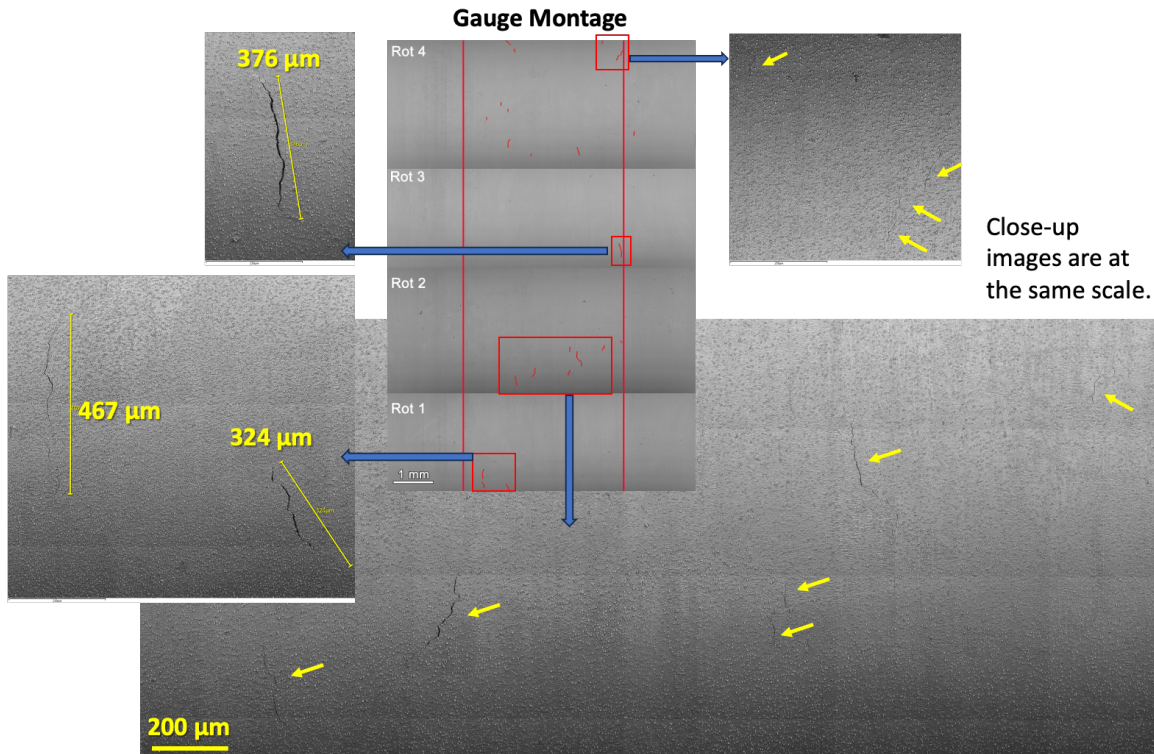 Gauge Montage
376 µm
Rot 4
Rot 3
Rot 2
Rot 1
1 mm
Close-up
images are at
the same scale.
467 µm
324 µm
200 µm